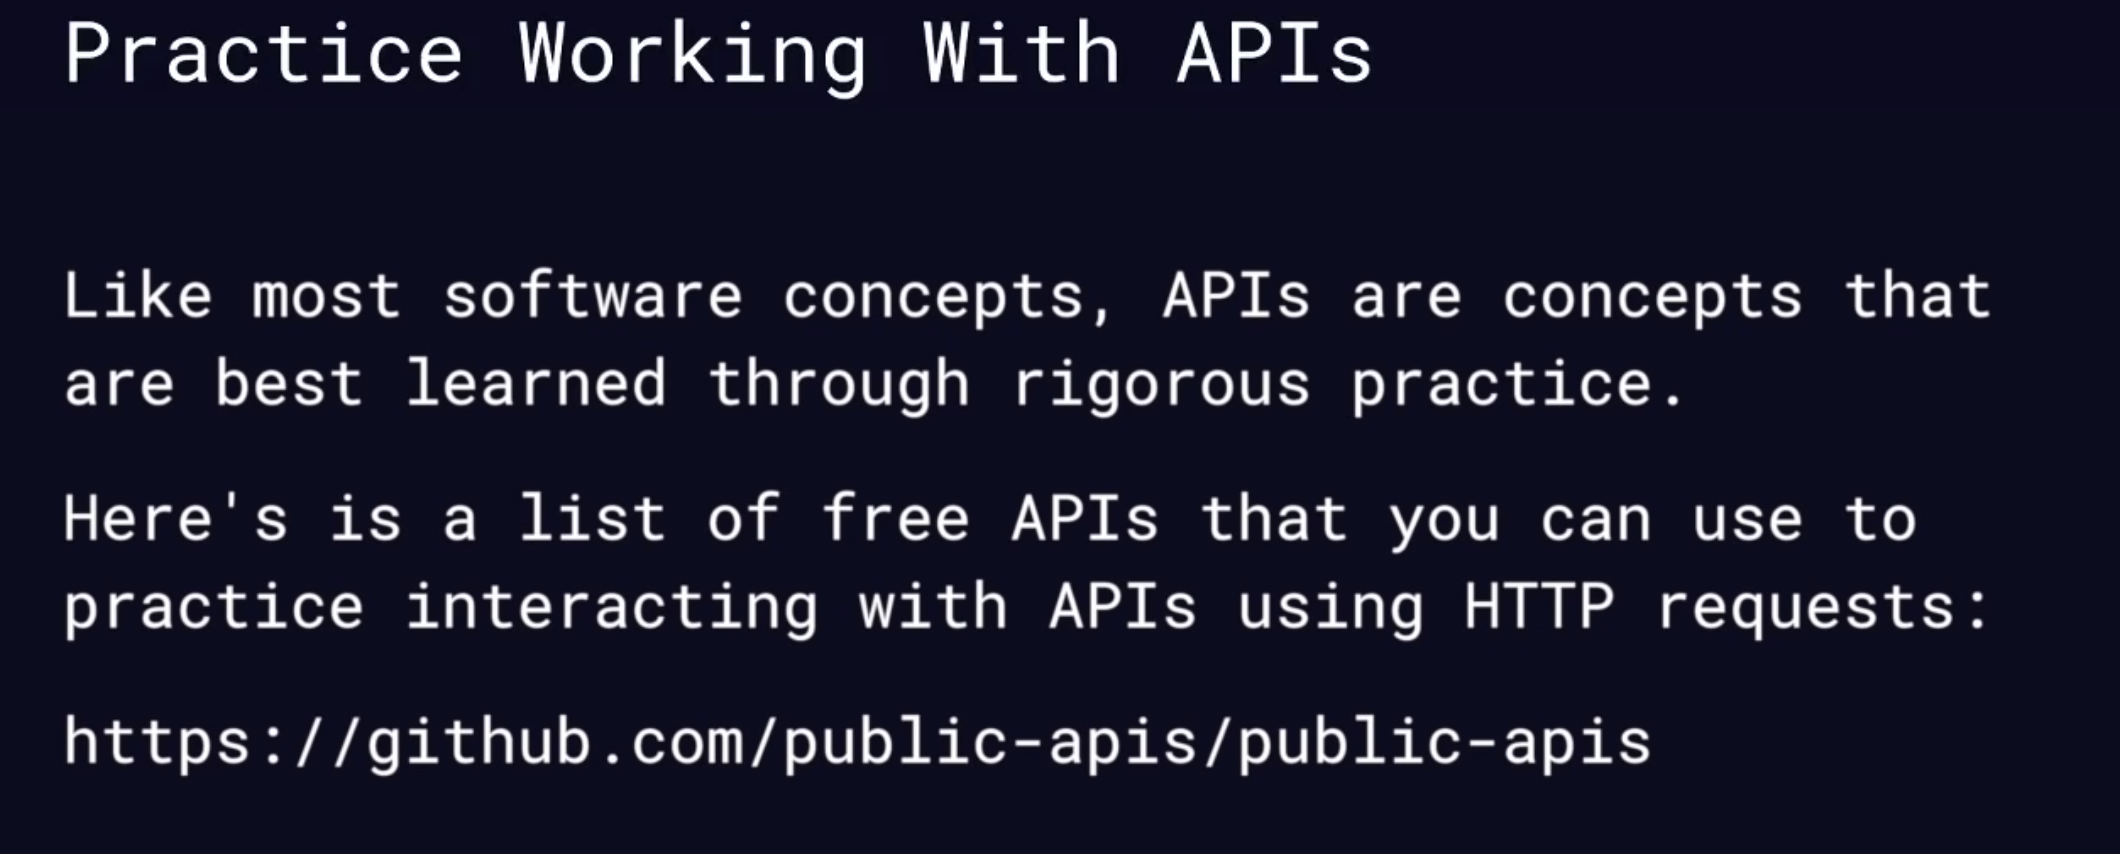 Practice Working With APIs
Like most software concepts, APIs are concepts that
are best learned through rigorous practice.
Here's is a list of free APIs that you can use to
practice interacting with APIs using HTTP requests:
https://github.com/public-apis/public-apis